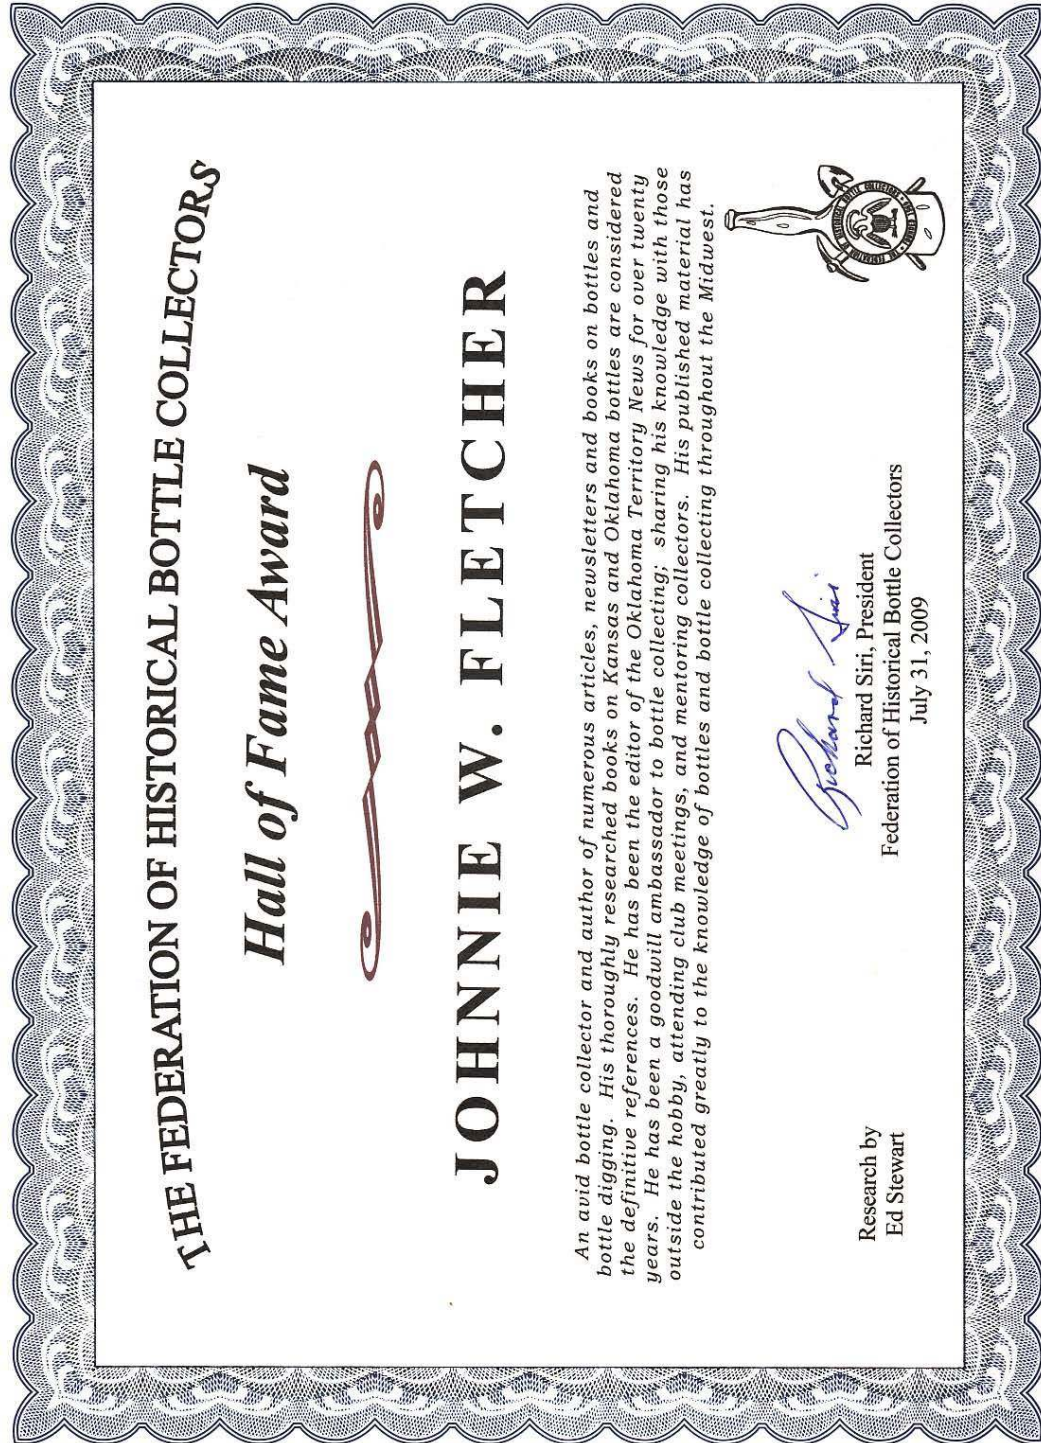 THE FEDERATION OF HISTORICAL BOTTLE COLLECTORS
Hall of Fame Award
JOHNNIE W. FLETCHER
An avid bottle collector and author of numerous articles, newsletters and books on bottles and
bottle digging. His thoroughly researched books on Kansas and Oklahoma bottles are considered
the definitive references. He has been the editor of the Oklahoma Territory News for over twenty
years. He has been a goodwill ambassador to bottle collecting; sharing his knowledge with those
outside the hobby, attending club meetings, and mentoring collectors. His published material has
contributed greatly to the knowledge of bottles and bottle collecting throughout the Midwest.
Richard Siri
Richard Siri, President
Federation of Historical Bottle Collectors
July 31, 2009
Research by
Ed Stewart